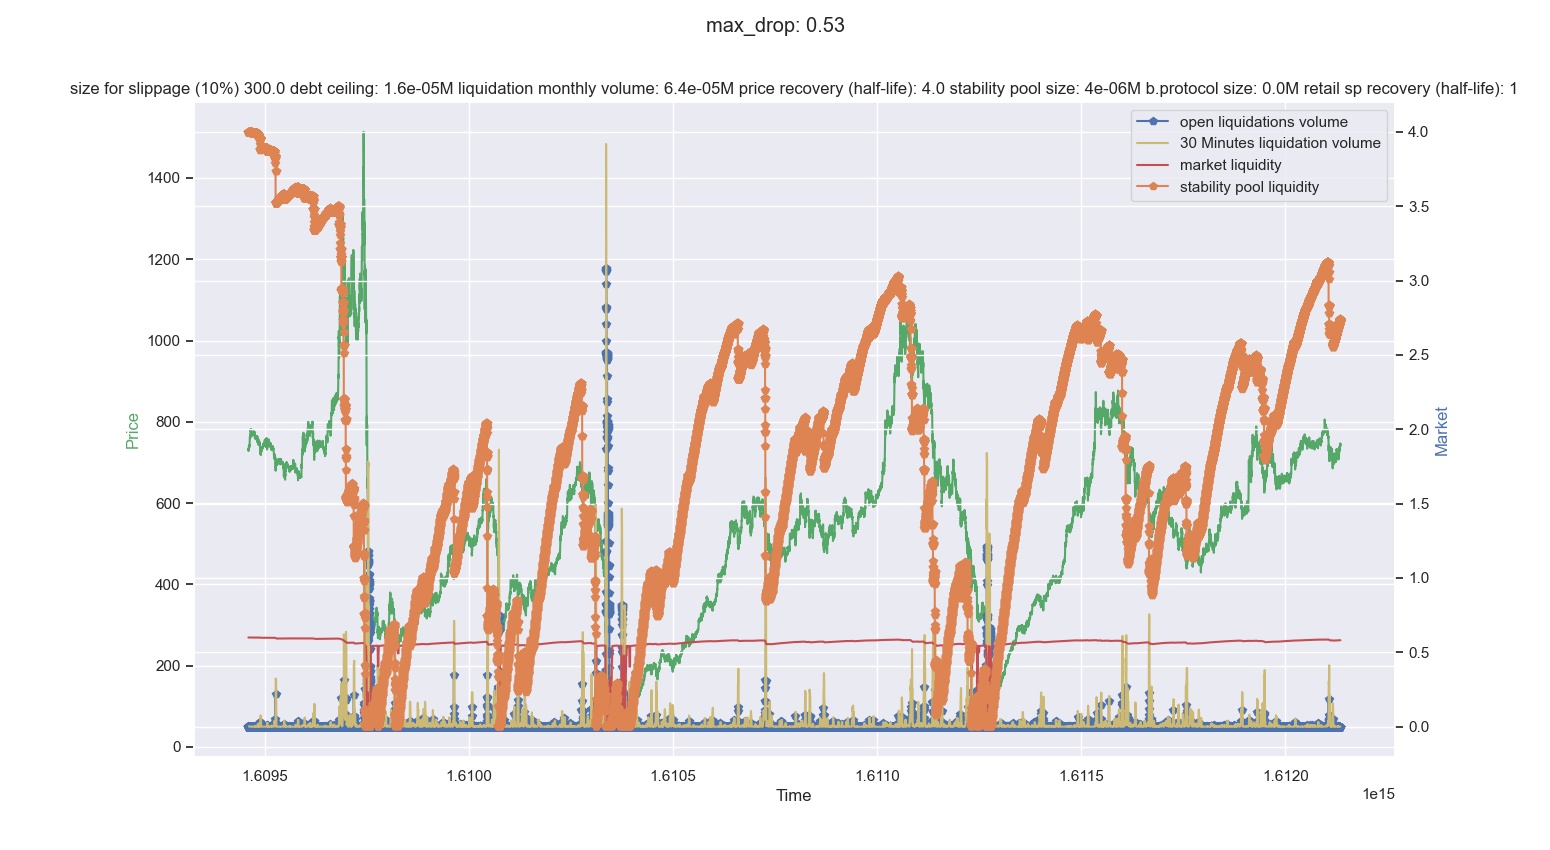 max_drop: 0.53
size for slippage (10%) 300.0 debt ceiling: 1.6e-05M liquidation monthly volume: 6.4e-05M price recovery (half-life): 4.0 stability pool size: 4e-06M b.protocol size: 0.0M retail sp recovery (half-life): 1
open liquidations volume
30 Minutes liquidation volume
market liquidity
stability pool liquidity
1400
1200
1000
800
600
400
200
0
Price
4.0
3.5
3.0
2.5
2.0
1.5
1.0
0.5
0.0
Market
1.6095 1.6100 1.6105 1.6110 1.6115 1.6120
1e15
Time